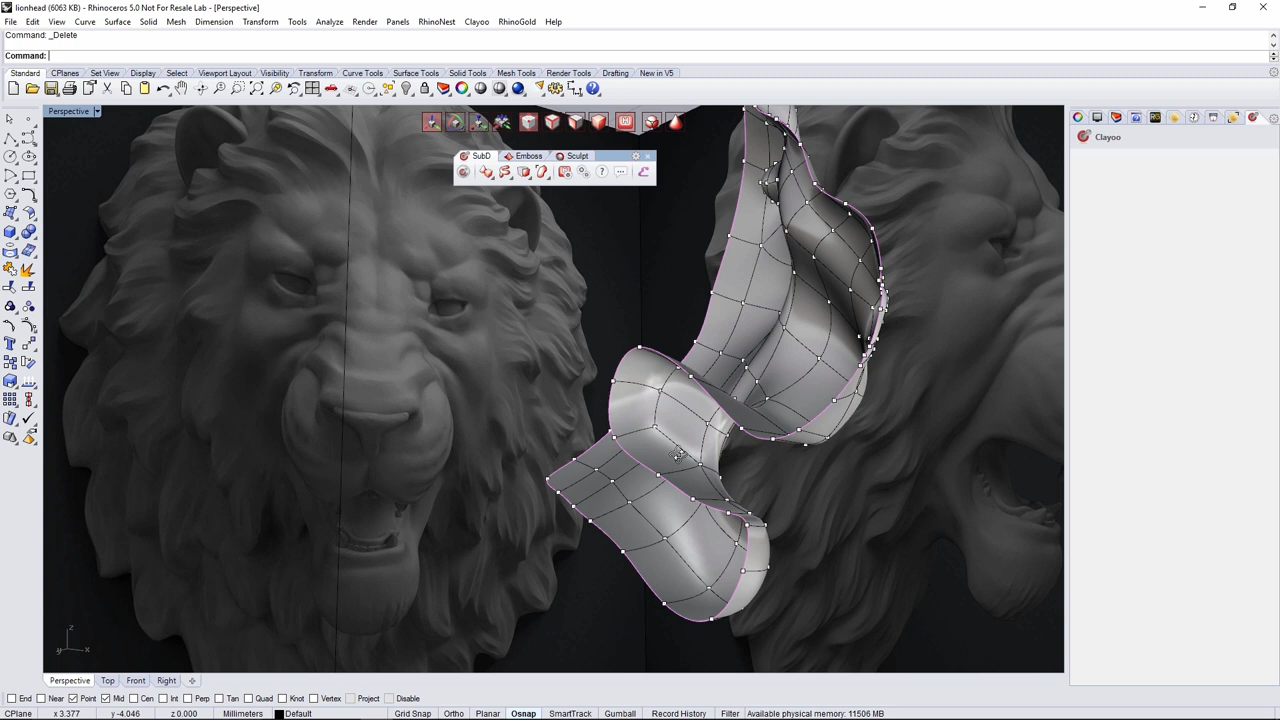 lionhead (6063 KB) - Rhinoceros 5.0 Not For Resale Lab - [Perspective]
File Edit View Curve Surface Solid Mesh Dimension Transform Tools Analyze Render Panels RhinoNest Clayoo RhinoGold Help
Command: _Delete
Command:
Standard CPlanes Set View Display Select Viewport Layout Visibility Transform Curve Tools Surface Tools Solid Tools Mesh Tools Render Tools Drafting New in V5
Perspective
Clayoo
SubD Emboss Sculpt
z
y x
Perspective Top Front Right
End Near Point Mid Cen Int Perp Tan Quad Knot Vertex Project Disable
CPlane x 3.377 y -4.046 z 0.000 Millimeters Default Grid Snap Ortho Planar Osnap SmartTrack Gumball Record History Filter Available physical memory: 11506 MB